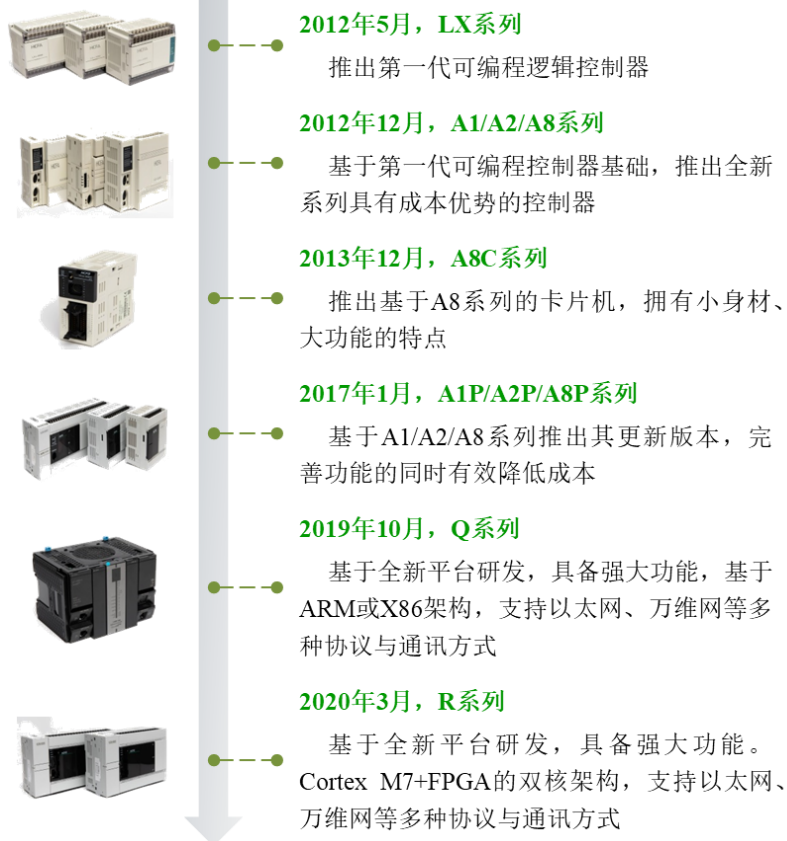 2012年5月，LX系列
推出第一代可编程逻辑控制器
2012年12月，A1/A2/A8系列
基于第一代可编程控制器基础，推出全新
系列具有成本优势的控制器
2013年12月，A8C系列
推出基于A8系列的卡片机，拥有小身材、
大功能的特点
2017年1月，A1P/A2P/A8P系列
基于A1/A2/A8系列推出其更新版本，完
善功能的同时有效降低成本
2019年10月，Q系列
基于全新平台研发，具备强大功能，基于
ARM或X86架构，支持以太网、万维网等多
种协议与通讯方式
2020年3月，R系列
基于全新平台研发，具备强大功能。
Cortex M7+FPGA的双核架构，支持以太网、
万维网等多种协议与通讯方式